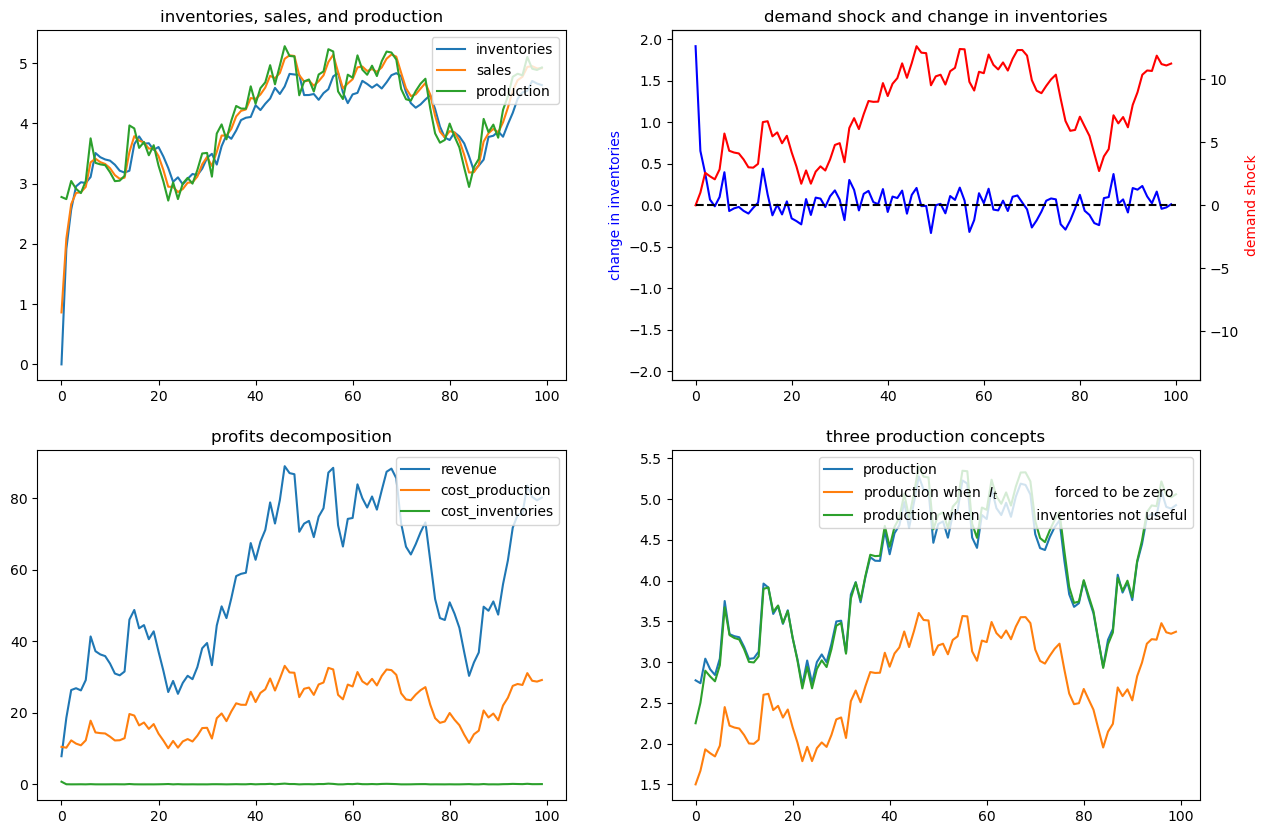 inventories, sales, and production
inventories
sales
production
5
4
3
2
1
0
0 20 40 60 80 100
demand shock and change in inventories
change in inventories
2.0
1.5
1.0
0.5
0.0
−0.5
−1.0
−1.5
−2.0
10
5
0
−5
−10
demand shock
0 20 40 60 80 100
profits decomposition
revenue
cost_production
cost_inventories
80
60
40
20
0
0 20 40 60 80 100
three production concepts
production
production when I_t forced to be zero
production when inventories not useful
5.5
5.0
4.5
4.0
3.5
3.0
2.5
2.0
1.5
0 20 40 60 80 100